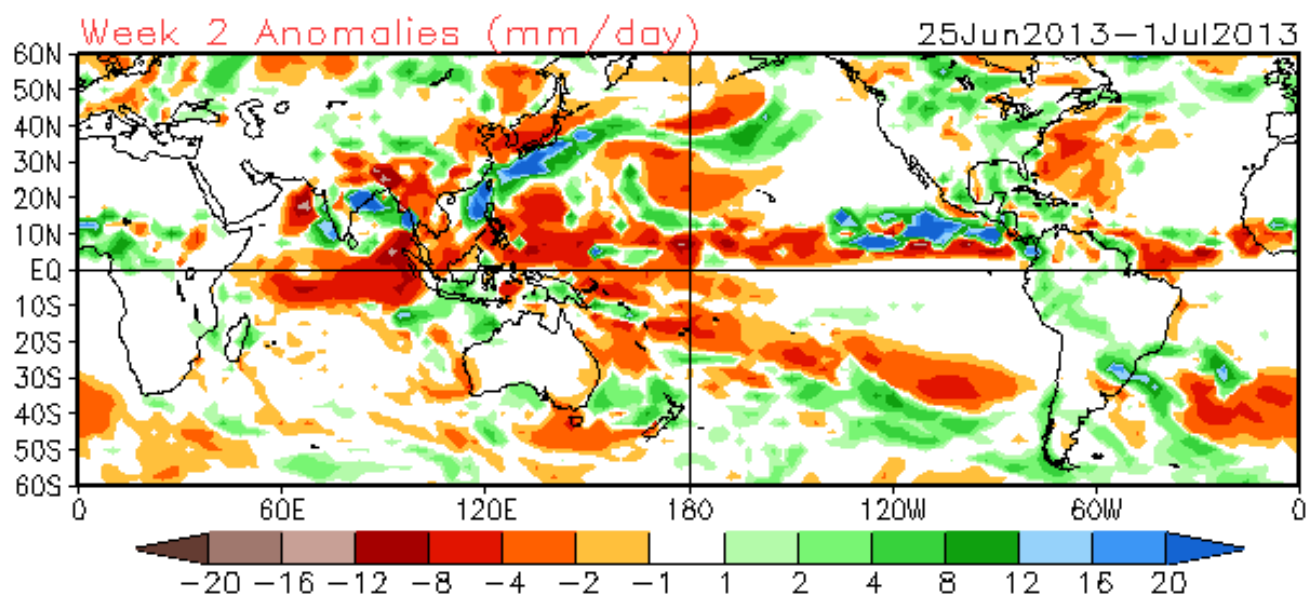 Week 2 Anomalies (mm/day) 25Jun2013-1Jul2013
60N
50N
40N
30N
20N
10N
EQ
10S
20S
30S
40S
50S
60S
0 60E 120E 180 120W 60W 0
-20 -16 -12 -8 -4 -2 -1 1 2 4 8 12 16 20